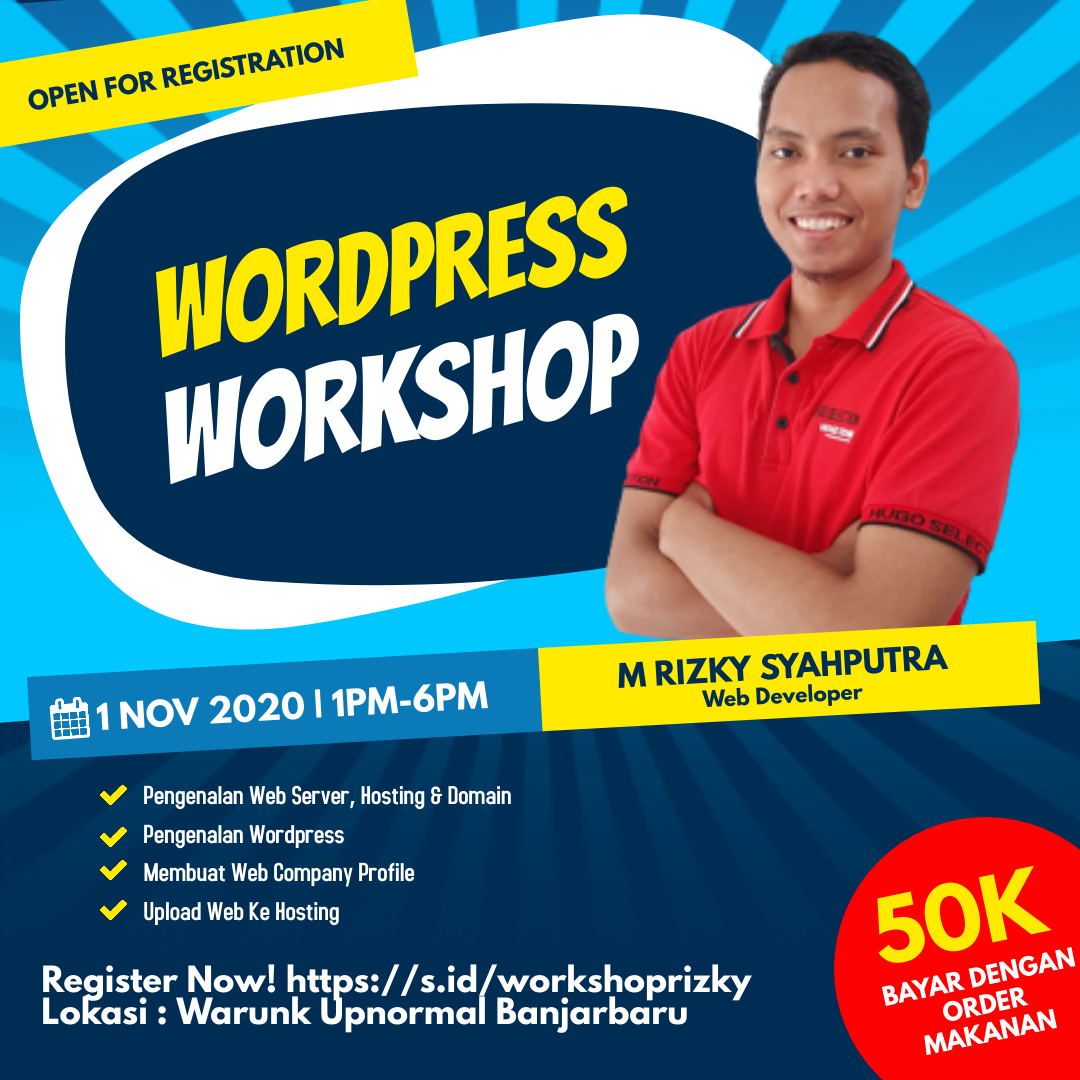 OPEN FOR REGISTRATION
WORDPRESS
WORKSHOP
HUGO SELEC
M RIZKY SYAHPUTRA
Web Developer
1 NOV 2020 | 1PM-6PM
Pengenalan Web Server, Hosting & Domain
Pengenalan Wordpress
Membuat Web Company Profile
Upload Web Ke Hosting
50K
BAYAR DENGAN
ORDER
MAKANAN
Register Now! https://s.id/workshoprizky
Lokasi : Warunk Upnormal Banjarbaru